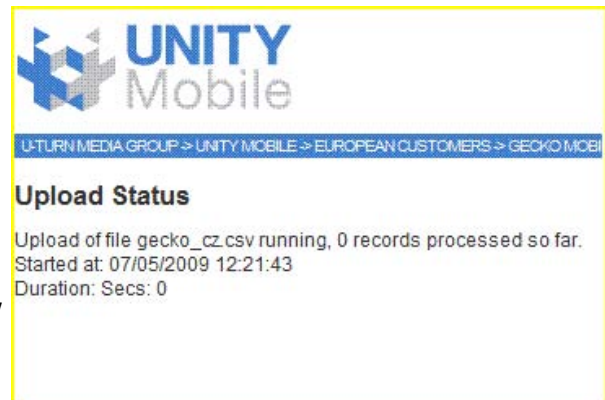 UNITY
Mobile
U-TURN MEDIA GROUP -> UNITY MOBILE -> EUROPEAN CUSTOMERS -> GECKO MOBI
Upload Status
Upload of file gecko_cz.csv running, 0 records processed so far.
Started at: 07/05/2009 12:21:43
Duration: Secs: 0